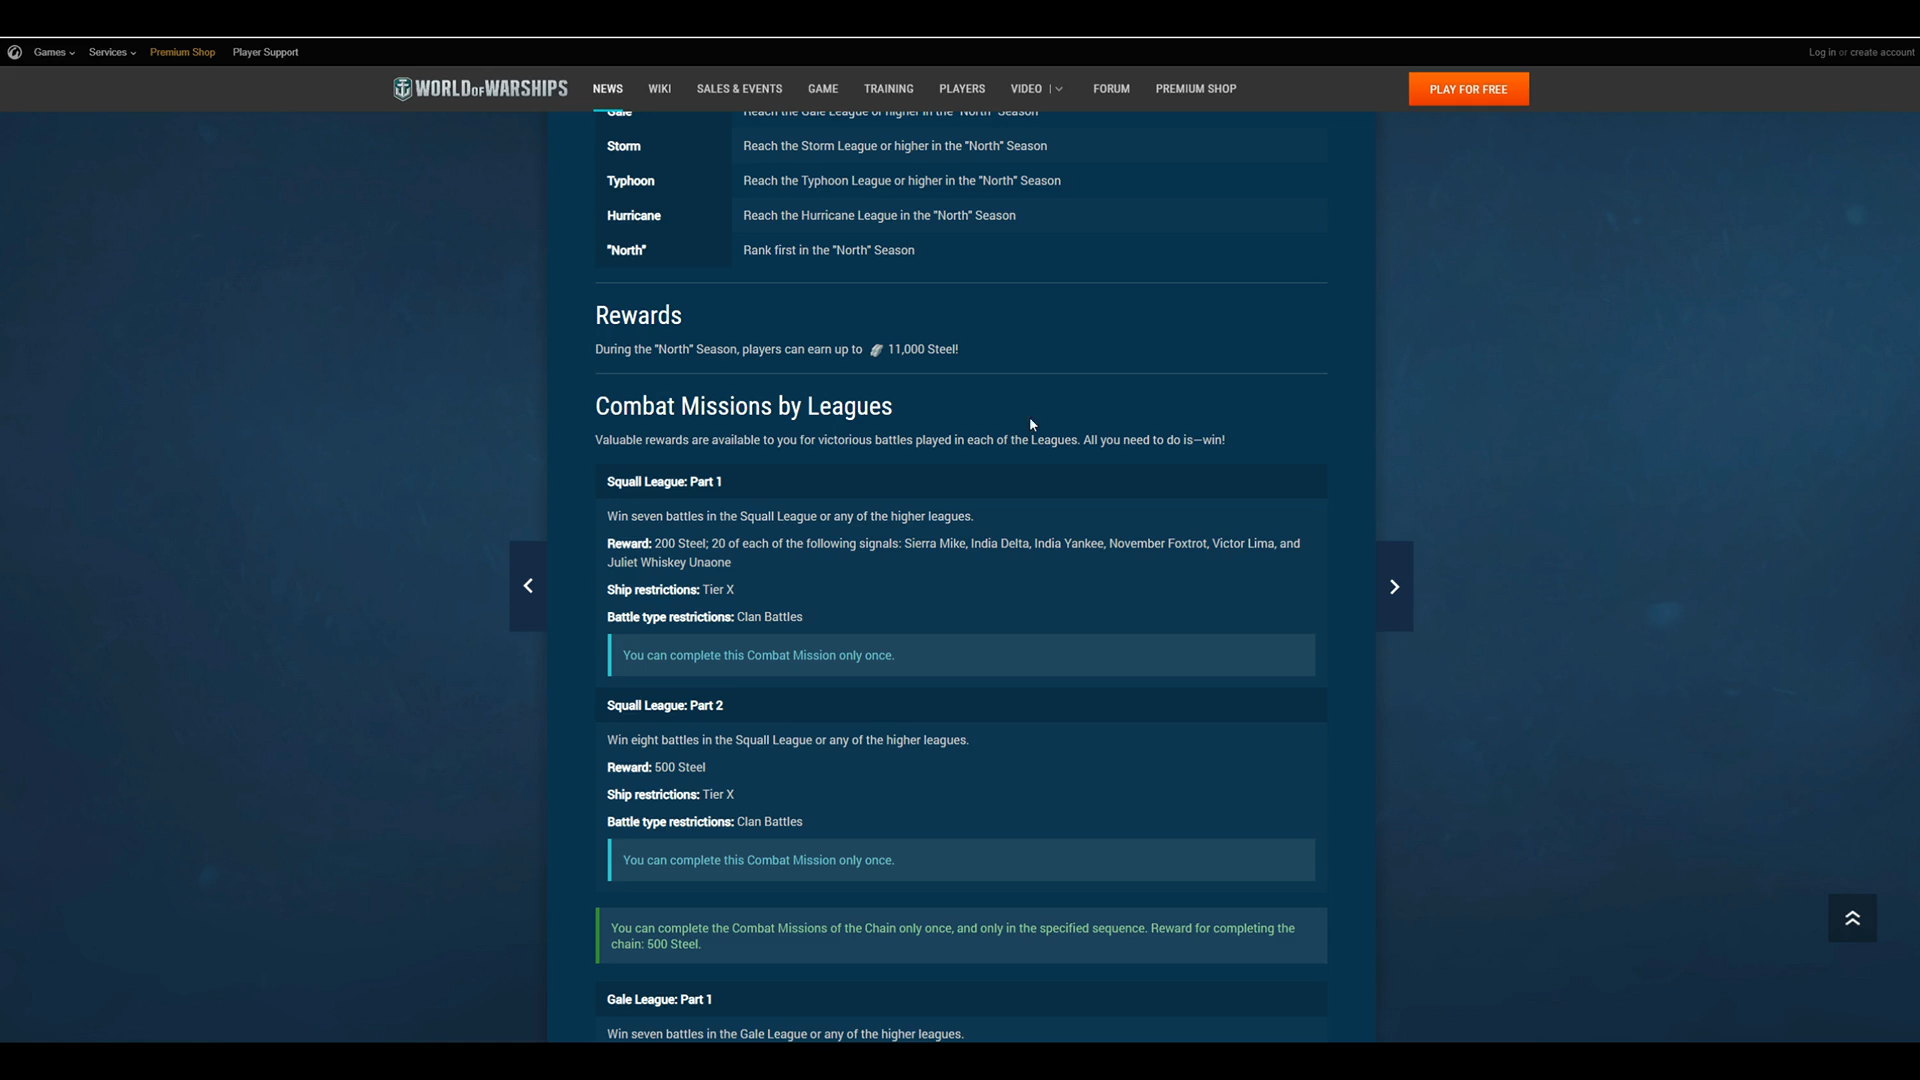 Games
Services
Premium Shop
Player Support
Log in or create account
WORLD OF WARSHIPS
NEWS
WIKI
SALES & EVENTS
GAME
TRAINING
PLAYERS
VIDEO
FORUM
PREMIUM SHOP
PLAY FOR FREE
Gale Reach the Gale League or higher in the "North" Season
Storm Reach the Storm League or higher in the "North" Season
Typhoon Reach the Typhoon League or higher in the "North" Season
Hurricane Reach the Hurricane League in the "North" Season
"North" Rank first in the "North" Season
Rewards
During the "North" Season, players can earn up to 11,000 Steel!
Combat Missions by Leagues
Valuable rewards are available to you for victorious battles played in each of the Leagues. All you need to do is—win!
Squall League: Part 1
Win seven battles in the Squall League or any of the higher leagues.
Reward: 200 Steel; 20 of each of the following signals: Sierra Mike, India Delta, India Yankee, November Foxtrot, Victor Lima, and
Juliet Whiskey Unaone
Ship restrictions: Tier X
Battle type restrictions: Clan Battles
You can complete this Combat Mission only once.
Squall League: Part 2
Win eight battles in the Squall League or any of the higher leagues.
Reward: 500 Steel
Ship restrictions: Tier X
Battle type restrictions: Clan Battles
You can complete this Combat Mission only once.
You can complete the Combat Missions of the Chain only once, and only in the specified sequence. Reward for completing the
chain: 500 Steel.
Gale League: Part 1
Win seven battles in the Gale League or any of the higher leagues.